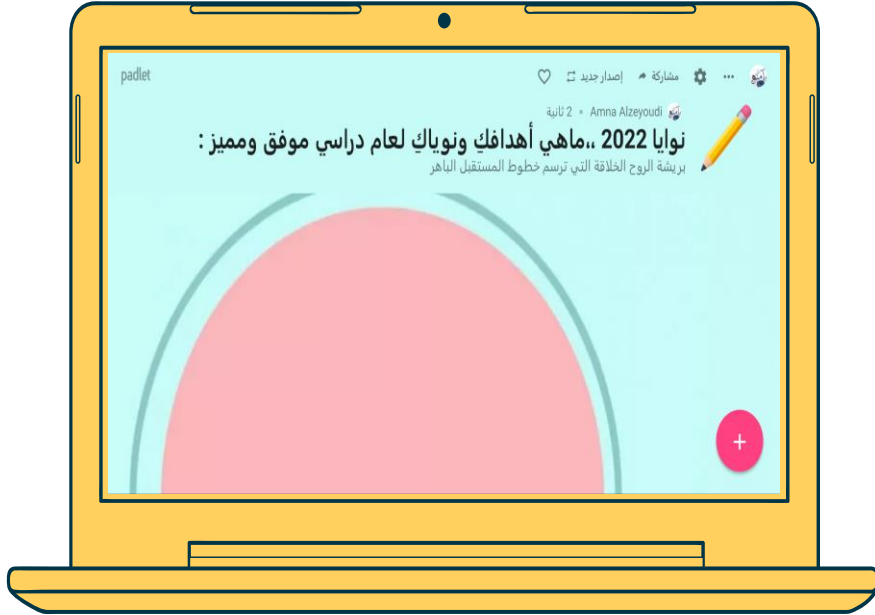 padlet
مشاركة إصدار جديد
Amna Alzeyoudi • 2 ثانية
نوايا 2022 ،،ماهي أهدافكِ ونوياكِ لعام دراسي موفق ومميز :
بريشة الروح الخلاقة التي ترسم خطوط المستقبل الباهر